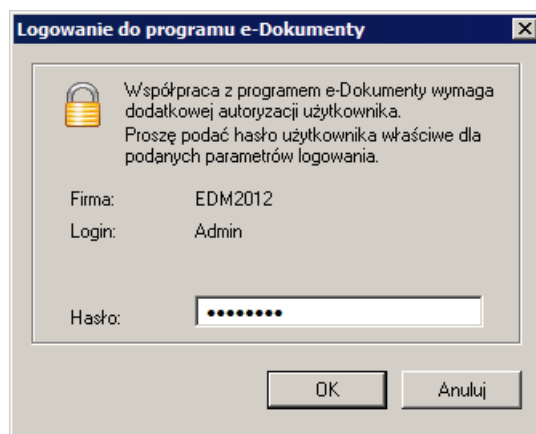 Logowanie do programu e-Dokumenty
Współpraca z programem e-Dokumenty wymaga
dodatkowej autoryzacji użytkownika.
Proszę podać hasło użytkownika właściwe dla
podanych parametrów logowania.
Firma: EDM2012
Login: Admin
Hasło: ••••••••
OK Anuluj